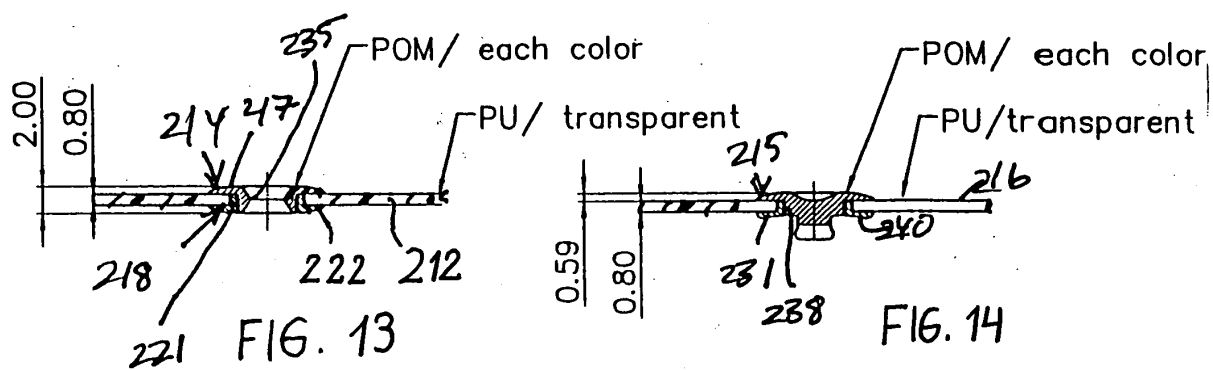 235
POM/ each color
2.00
0.80
214
247
PU/ transparent
218
222
212
221
FIG. 13
POM/ each color
PU/transparent
215
216
0.59
0.80
231
240
238
FIG. 14